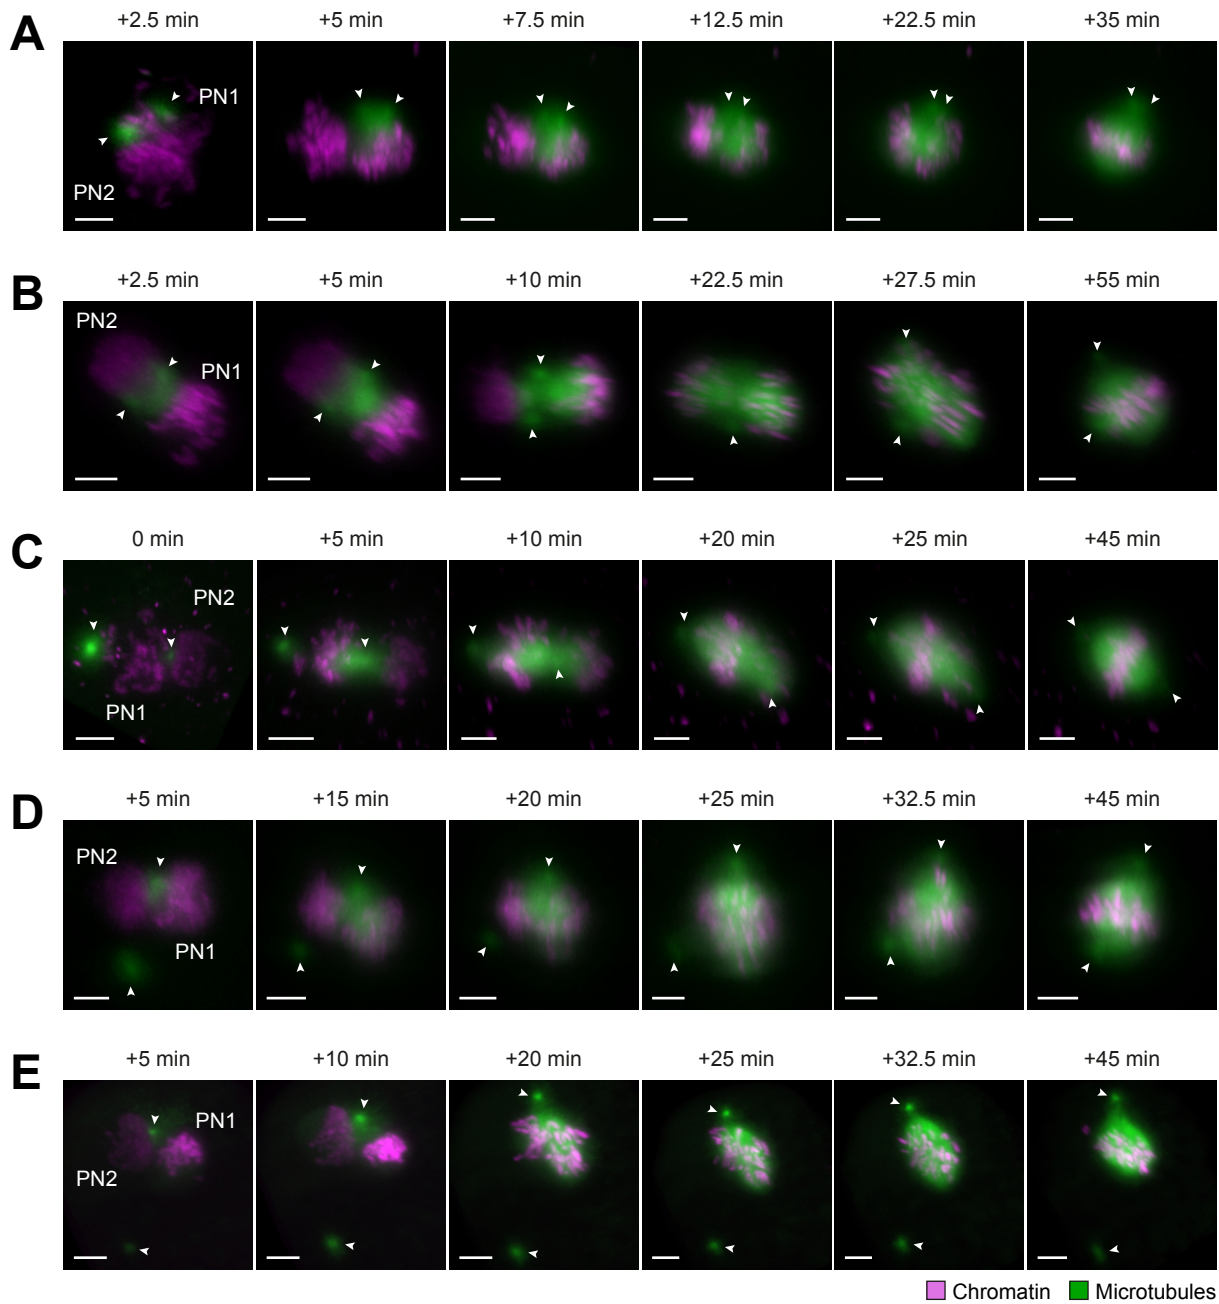 A
+2.5 min +5 min +7.5 min +12.5 min +22.5 min +35 min
PN1
PN2
B
+2.5 min +5 min +10 min +22.5 min +27.5 min +55 min
PN2
PN1
C
0 min +5 min +10 min +20 min +25 min +45 min
PN2
PN1
D
+5 min +15 min +20 min +25 min +32.5 min +45 min
PN2
PN1
E
+5 min +10 min +20 min +25 min +32.5 min +45 min
PN1
PN2
Chromatin Microtubules